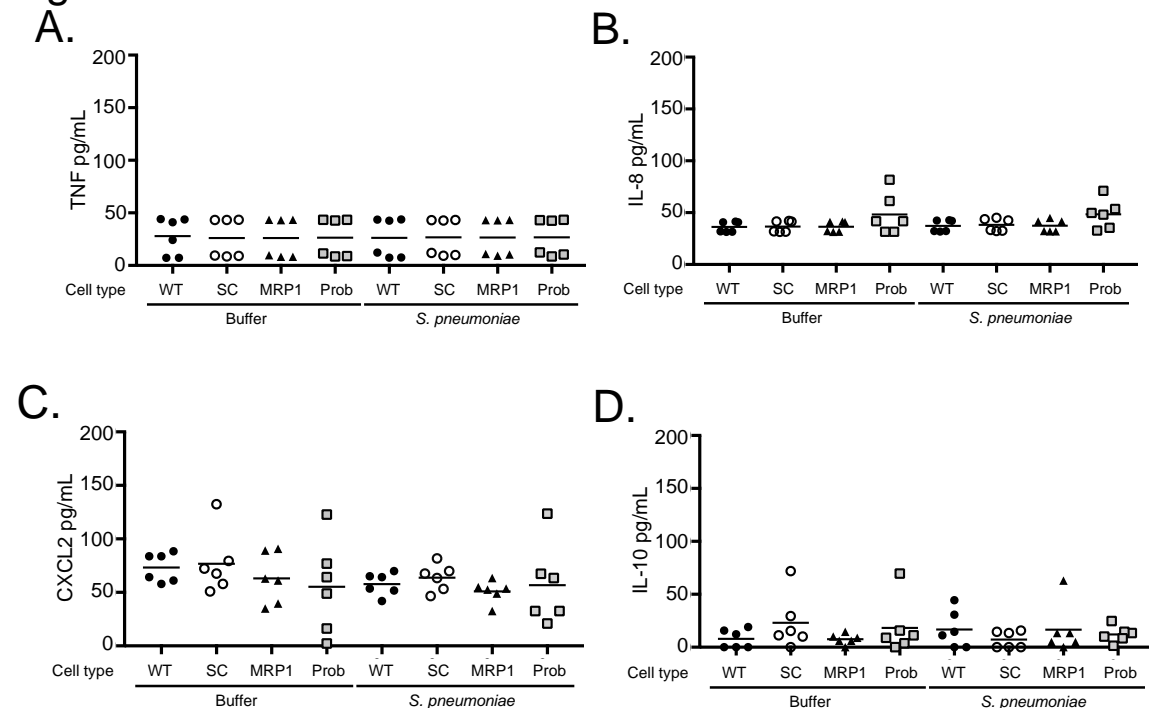 A.
200
150
100
50
0
TNF pg/mL
Cell type WT SC MRP1 Prob WT SC MRP1 Prob
Buffer S. pneumoniae
B.
200
150
100
50
0
IL-8 pg/mL
Cell type WT SC MRP1 Prob WT SC MRP1 Prob
Buffer S. pneumoniae
C.
200
150
100
50
0
CXCL2 pg/mL
Cell type WT SC MRP1 Prob WT SC MRP1 Prob
Buffer S. pneumoniae
D.
200
150
100
50
0
IL-10 pg/mL
Cell type WT SC MRP1 Prob WT SC MRP1 Prob
Buffer S. pneumoniae